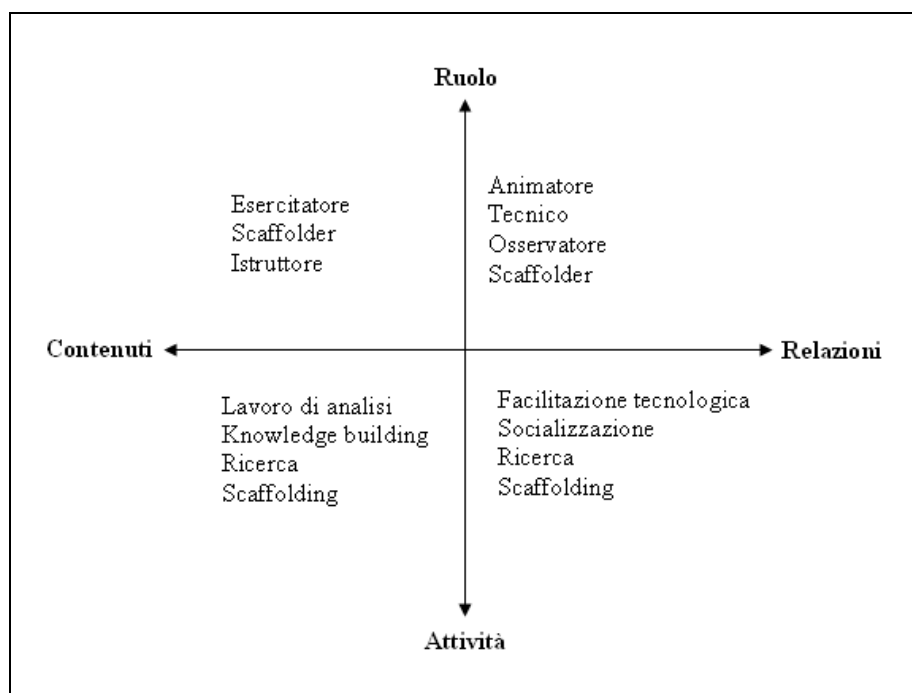 Ruolo
Esercitatore
Scaffolder
Istruttore
Animatore
Tecnico
Osservatore
Scaffolder
Contenuti
Relazioni
Lavoro di analisi
Knowledge building
Ricerca
Scaffolding
Facilitazione tecnologica
Socializzazione
Ricerca
Scaffolding
Attività